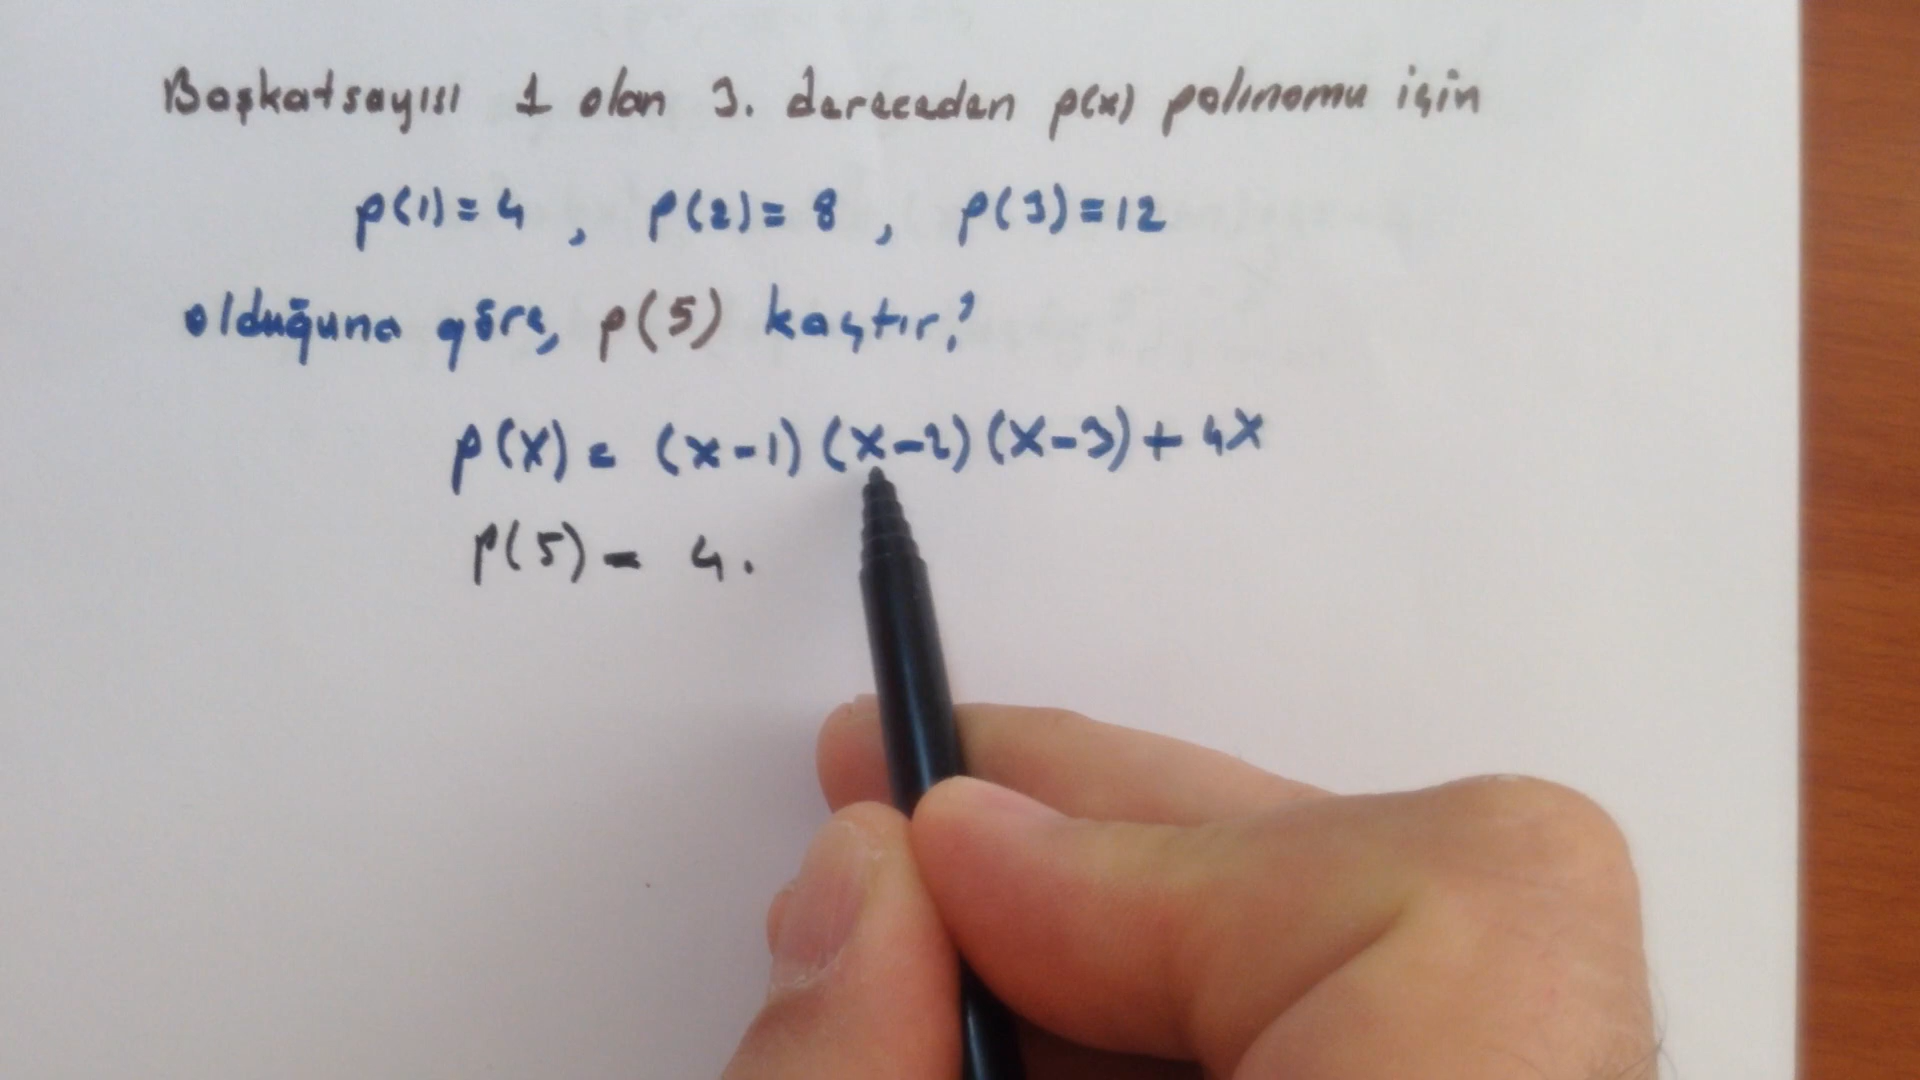 Başkatsayısı 1 olan 3. dereceden p(x) polinomu için
p(1)=4 , p(2)=8 , p(3)=12
olduğuna göre, p(5) kaçtır?
p(x) = (x-1)(x-2)(x-3)+4x
p(5) = 4.